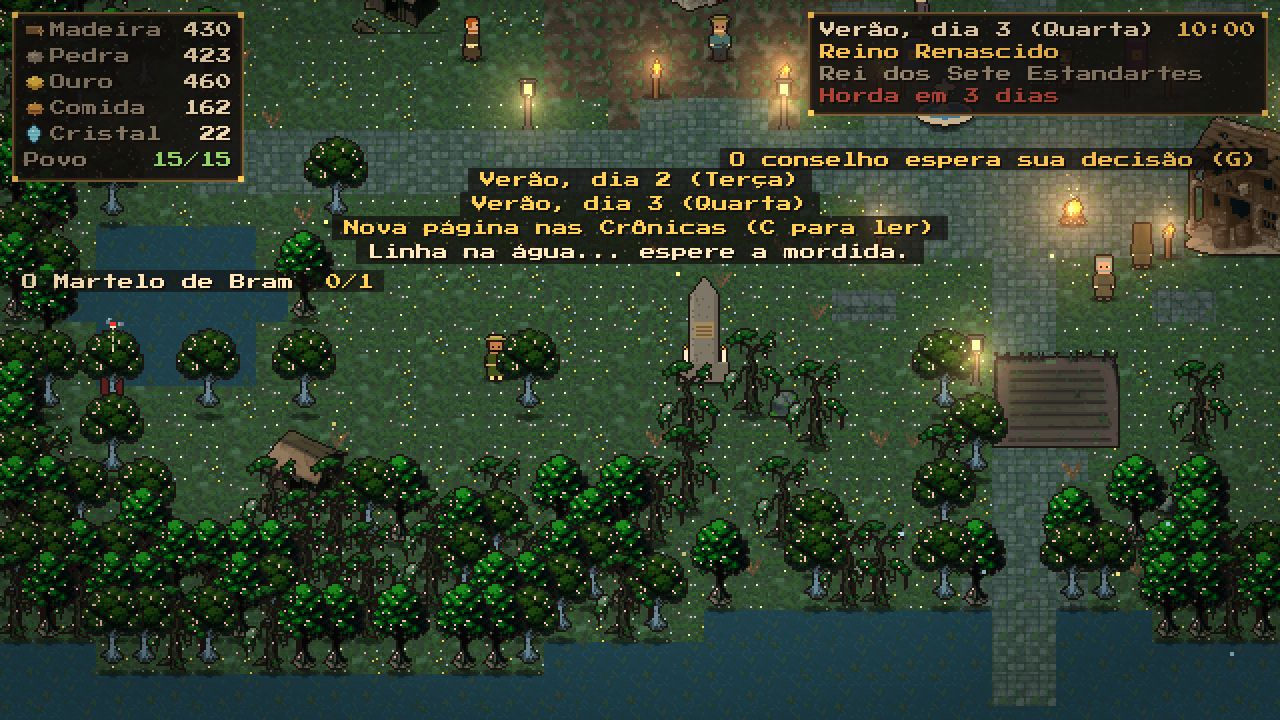 Madeira 430
Pedra 423
Ouro 460
Comida 162
Cristal 22
Povo 15/15
Verão, dia 3 (Quarta) 10:00
Reino Renascido
Rei dos Sete Estandartes
Horda em 3 dias
O conselho espera sua decisão (G)
Verão, dia 2 (Terça)
Verão, dia 3 (Quarta)
Nova página nas Crônicas (C para ler)
Linha na água... espere a mordida.
O Martelo de Bram 0/1